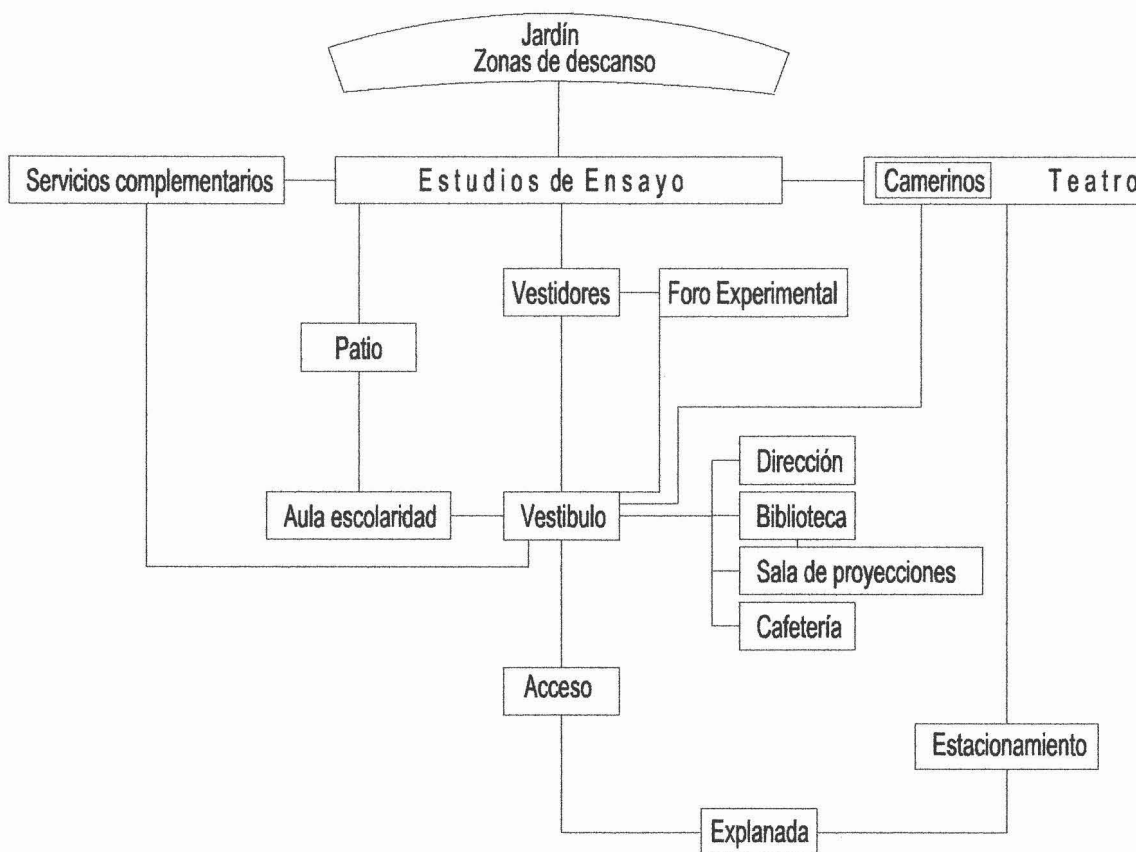 Jardín
Zonas de descanso
Servicios complementarios
Estudios de Ensayo
Camerinos
Teatro
Vestidores
Foro Experimental
Patio
Dirección
Aula escolaridad
Vestibulo
Biblioteca
Sala de proyecciones
Cafetería
Acceso
Estacionamiento
Explanada